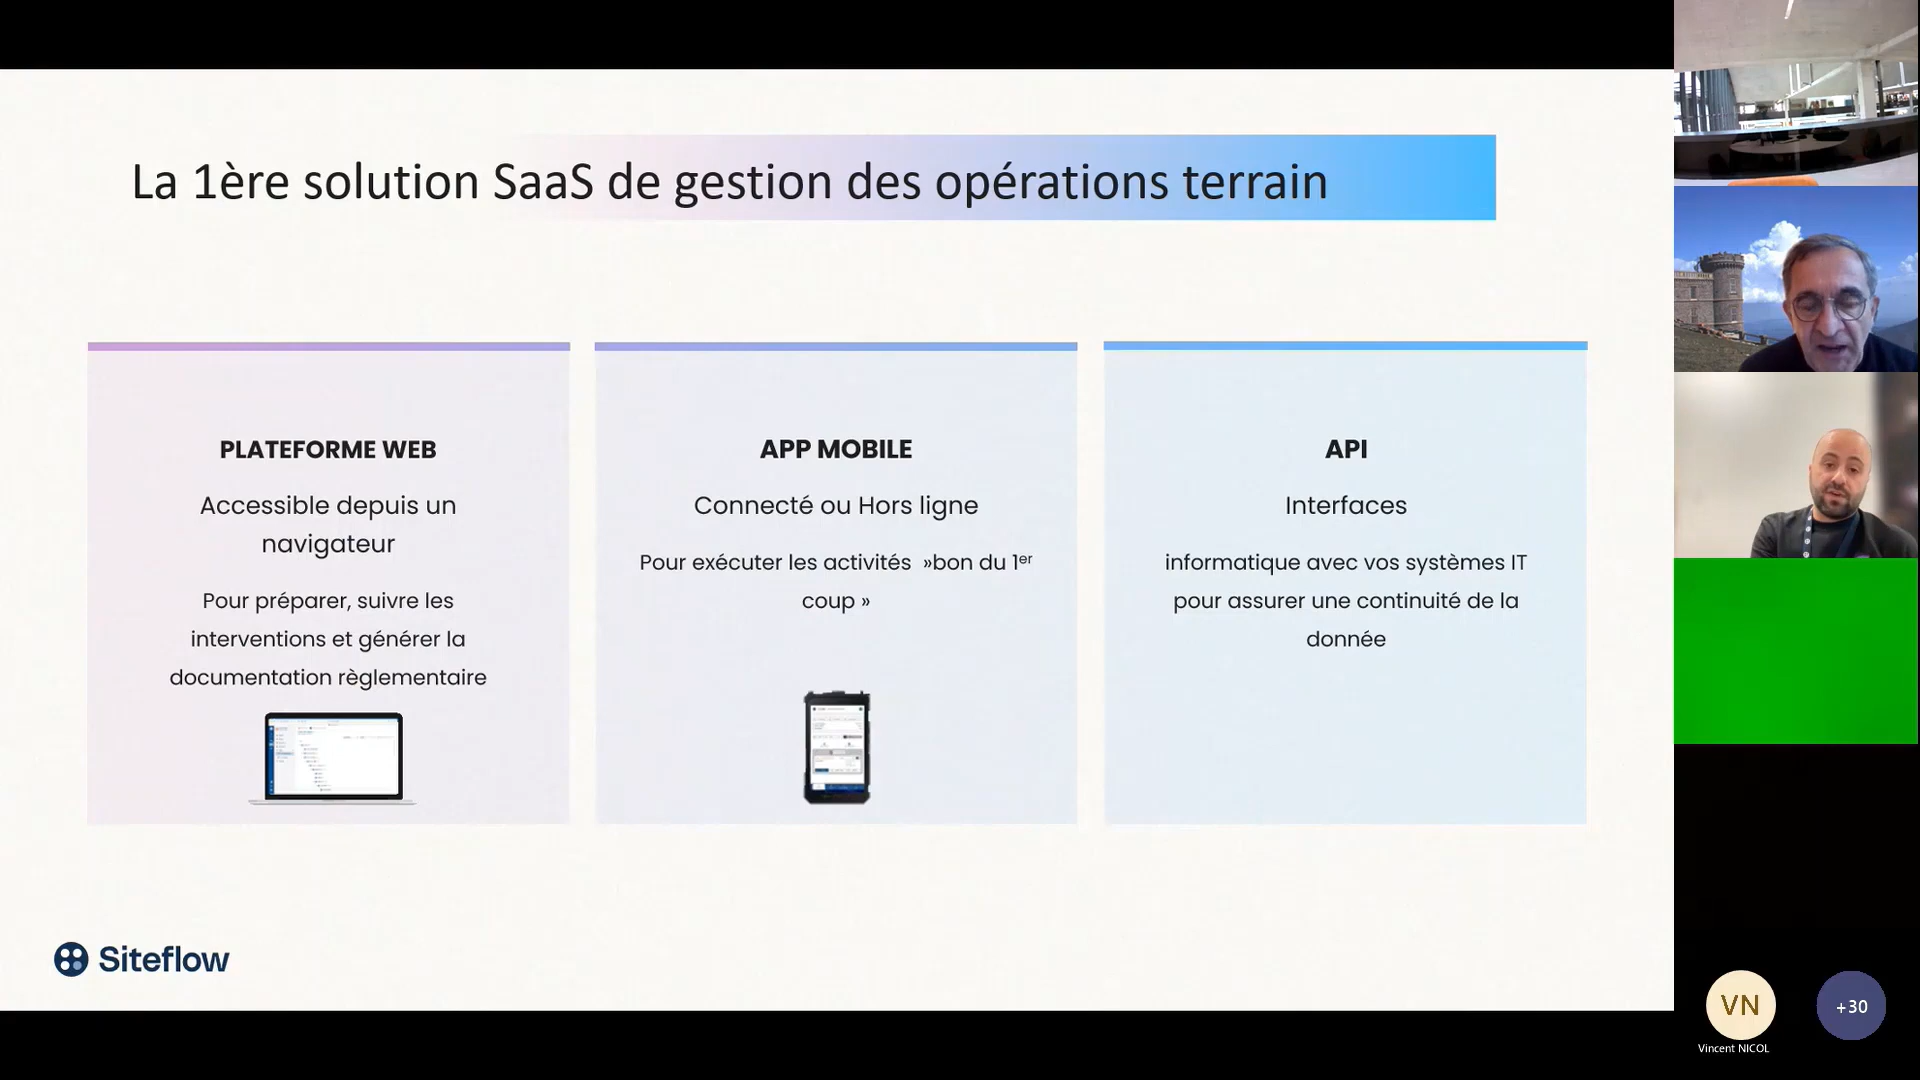 La 1ère solution SaaS de gestion des opérations terrain
PLATEFORME WEB
Accessible depuis un
navigateur
Pour préparer, suivre les
interventions et générer la
documentation règlementaire
APP MOBILE
Connecté ou Hors ligne
Pour exécuter les activités  »bon du 1er
coup »
API
Interfaces
informatique avec vos systèmes IT
pour assurer une continuité de la
donnée
Siteflow
VN
+30
Vincent NICOL